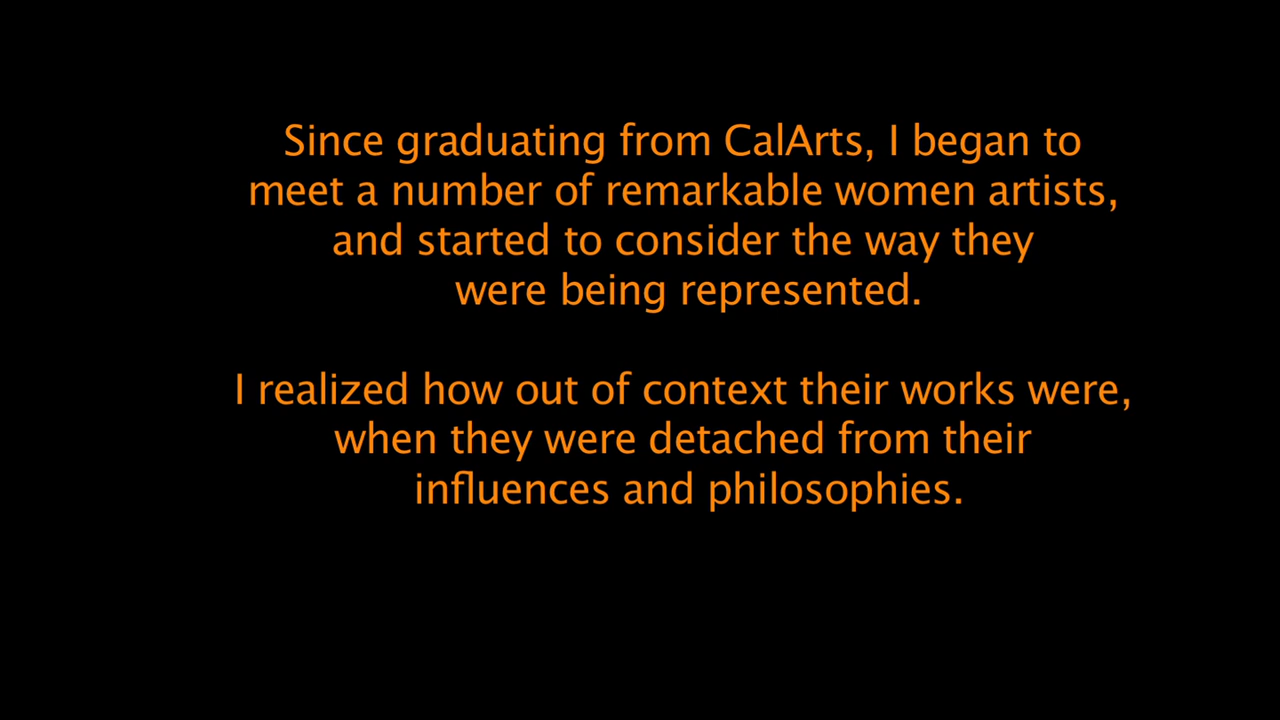 Since graduating from CalArts, I began to
meet a number of remarkable women artists,
and started to consider the way they
were being represented.
I realized how out of context their works were,
when they were detached from their
influences and philosophies.